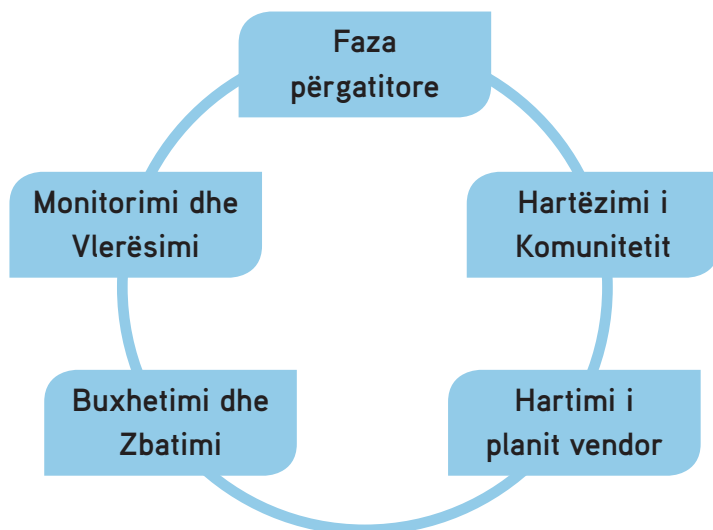 Faza
përgatitore
Hartëzimi i
Komunitetit
Hartimi i
planit vendor
Buxhetimi dhe
Zbatimi
Monitorimi dhe
Vlerësimi